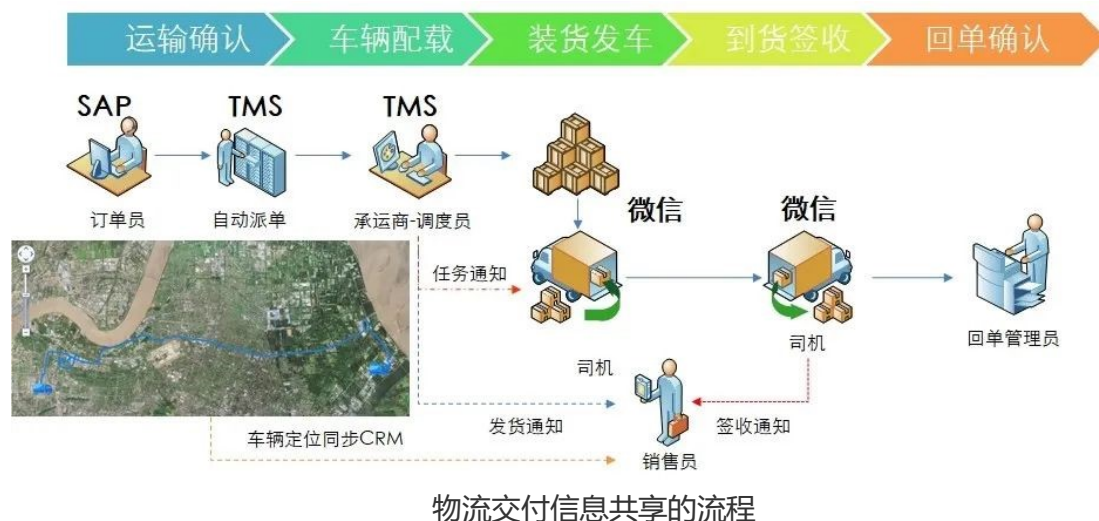 运输确认
车辆配载
装货发车
到货签收
回单确认
SAP
TMS
TMS
订单员
自动派单
承运商-调度员
微信
微信
任务通知
司机
司机
回单管理员
发货通知
签收通知
车辆定位同步CRM
销售员
物流交付信息共享的流程